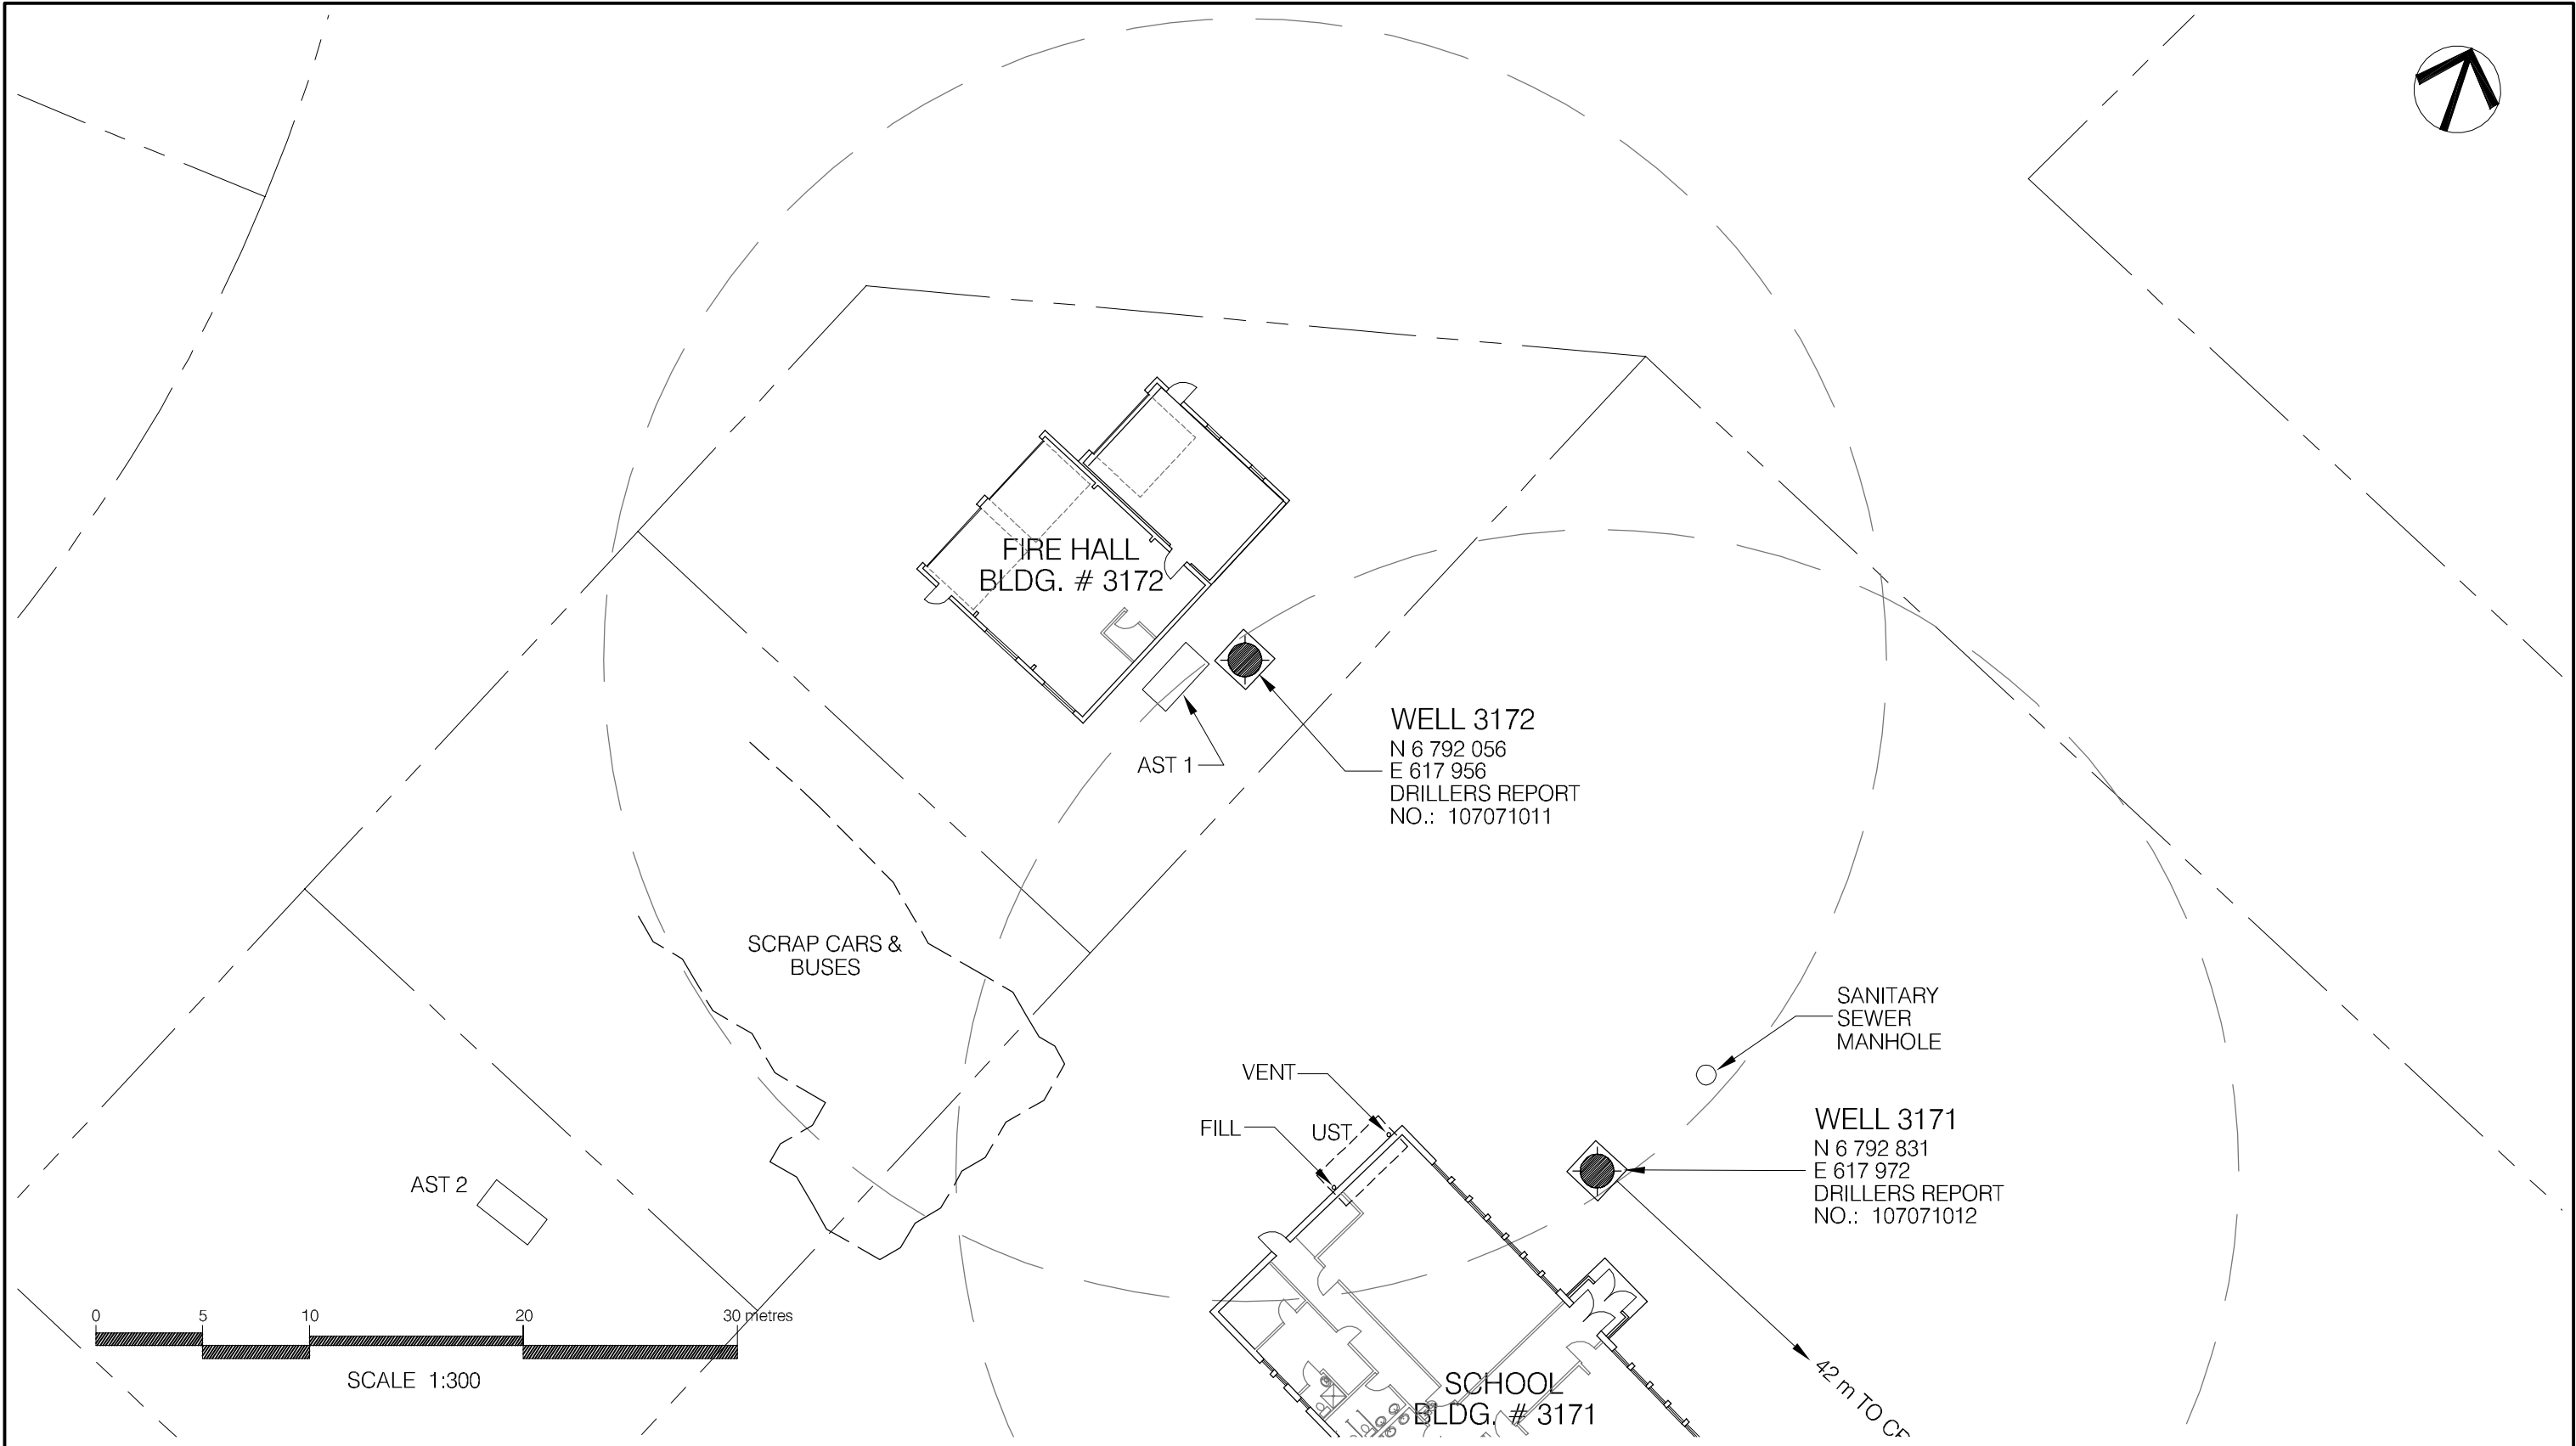 FIRE HALL
BLDG. # 3172
WELL 3172
N 6 792 056
E 617 956
DRILLERS REPORT
NO.: 107071011
AST 1
SCRAP CARS &
BUSES
SANITARY
SEWER
MANHOLE
VENT
FILL
UST
WELL 3171
N 6 792 831
E 617 972
DRILLERS REPORT
NO.: 107071012
AST 2
0 5 10 20 30 metres
SCALE 1:300
SCHOOL
BLDG. # 3171
42 m TO